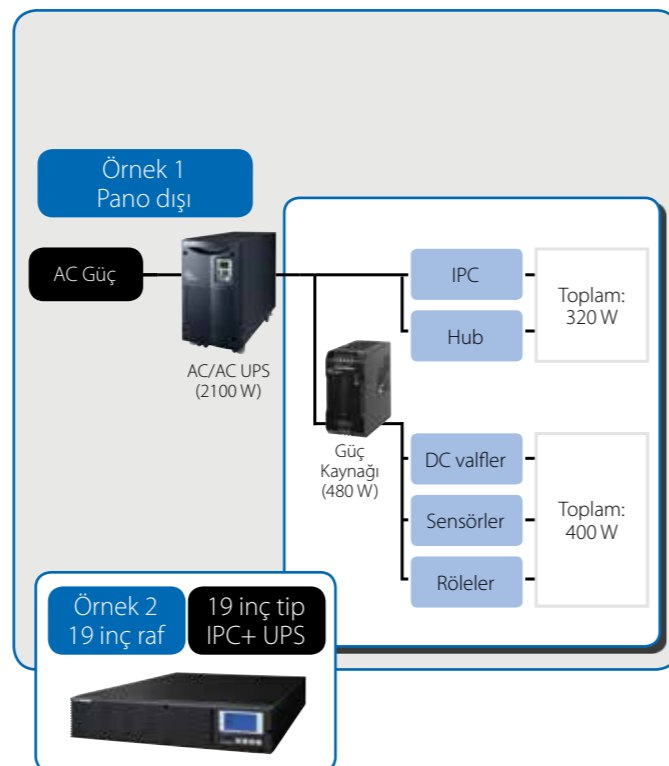 Örnek 1
Pano dışı
AC Güç
AC/AC UPS
(2100 W)
IPC
Hub
Toplam:
320 W
Güç
Kaynağı
(480 W)
DC valfler
Sensörler
Röleler
Toplam:
400 W
Örnek 2
19 inç raf
19 inç tip
IPC+ UPS